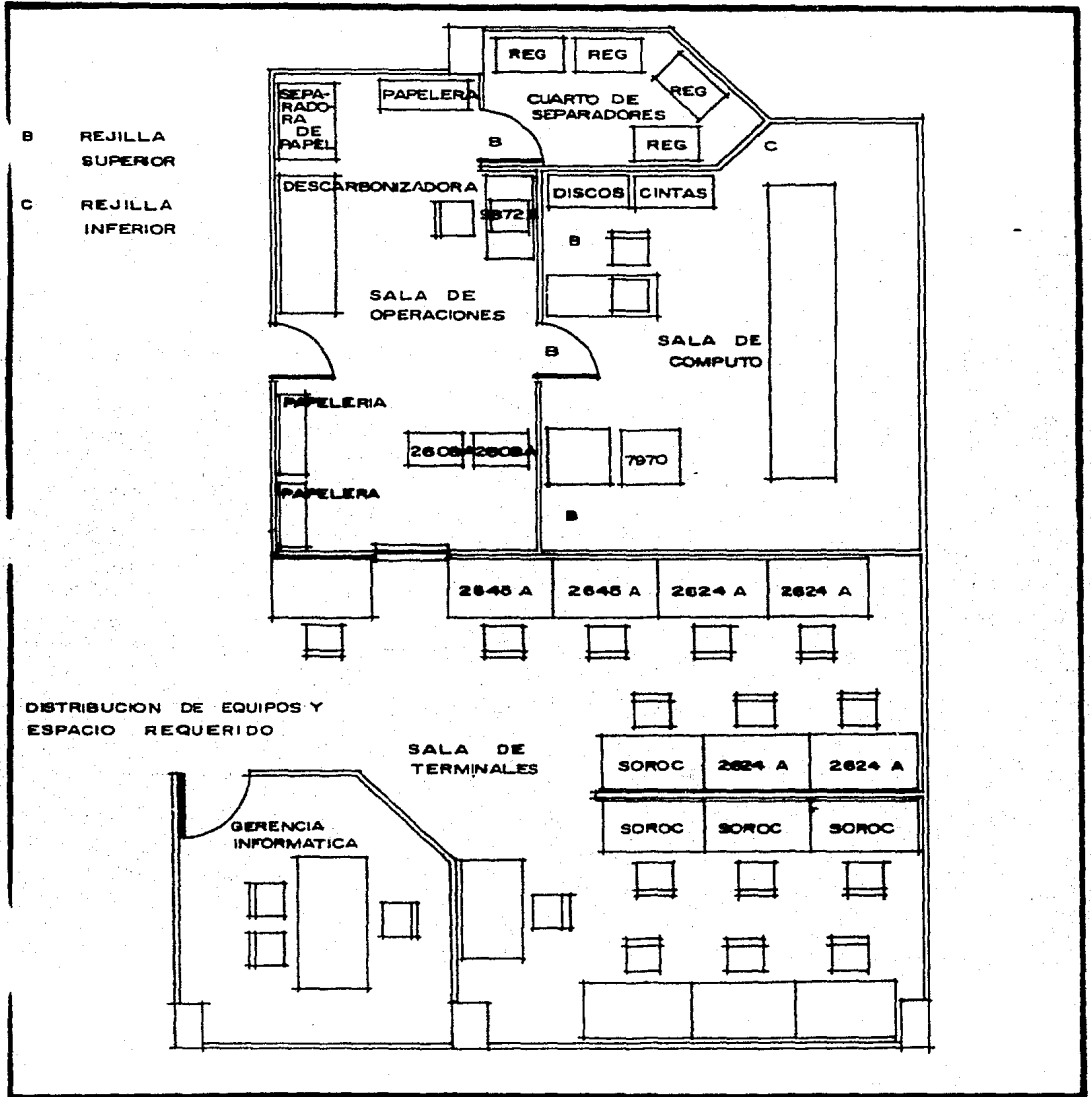 REG
REG
REG
REG
CUARTO DE
SEPARADORES
SEPA-
RADO-
RA
DE
PAPEL
PAPELERA
B REJILLA
SUPERIOR
C REJILLA
INFERIOR
B
C
DESCARBONIZADORA
DISCOS
CINTAS
B
SALA DE
OPERACIONES
SALA DE
COMPUTO
B
PAPELERIA
2608A
2608A
7970
PAPELERA
B
2645 A
2645 A
2624 A
2624 A
DISTRIBUCION DE EQUIPOS Y
ESPACIO REQUERIDO
SALA DE
TERMINALES
SOROC
2624 A
2624 A
SOROC
SOROC
SOROC
GERENCIA
INFORMATICA